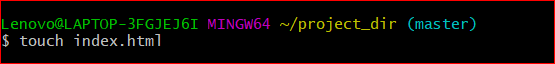 Lenovo@LAPTOP-3FGJEJ6I MINGW64 ~/project_dir (master)
$ touch index.html